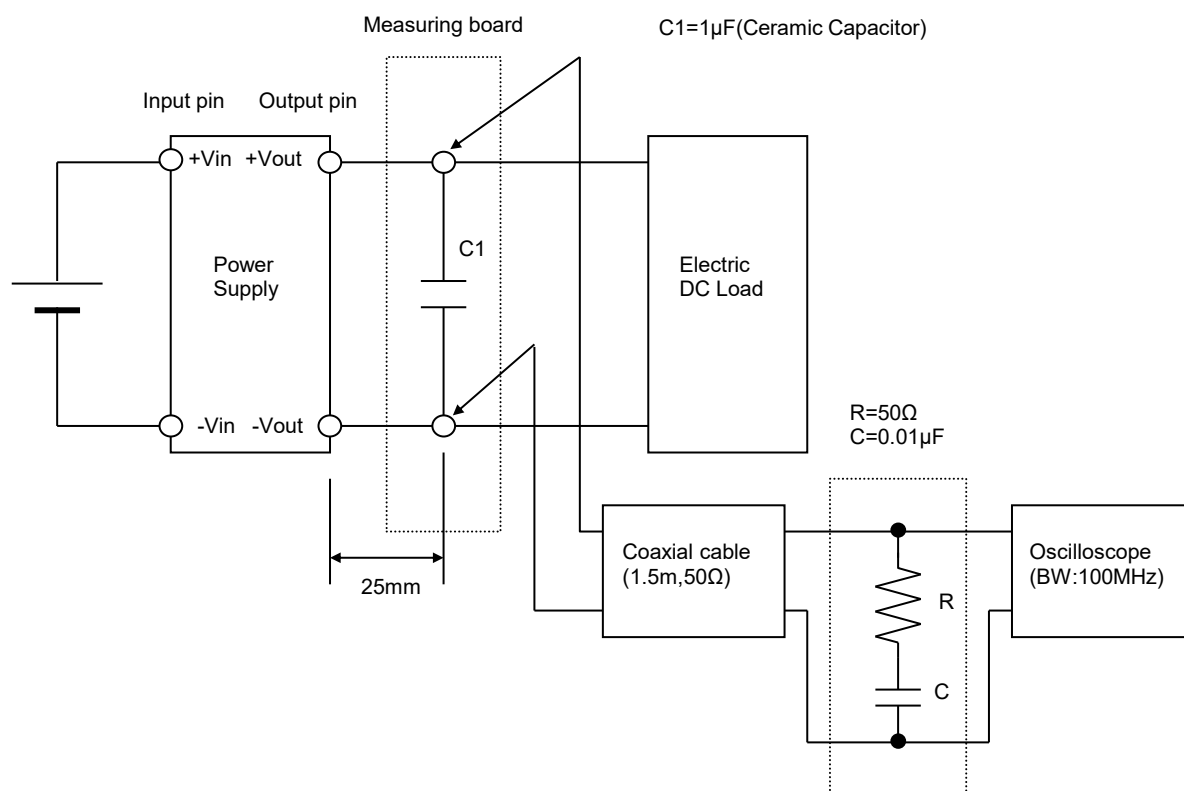 Measuring board
C1=1µF(Ceramic Capacitor)
Input pin
Output pin
+Vin
+Vout
C1
Power
Supply
Electric
DC Load
-Vin
-Vout
R=50Ω
C=0.01µF
25mm
Coaxial cable
(1.5m,50Ω)
R
C
Oscilloscope
(BW:100MHz)